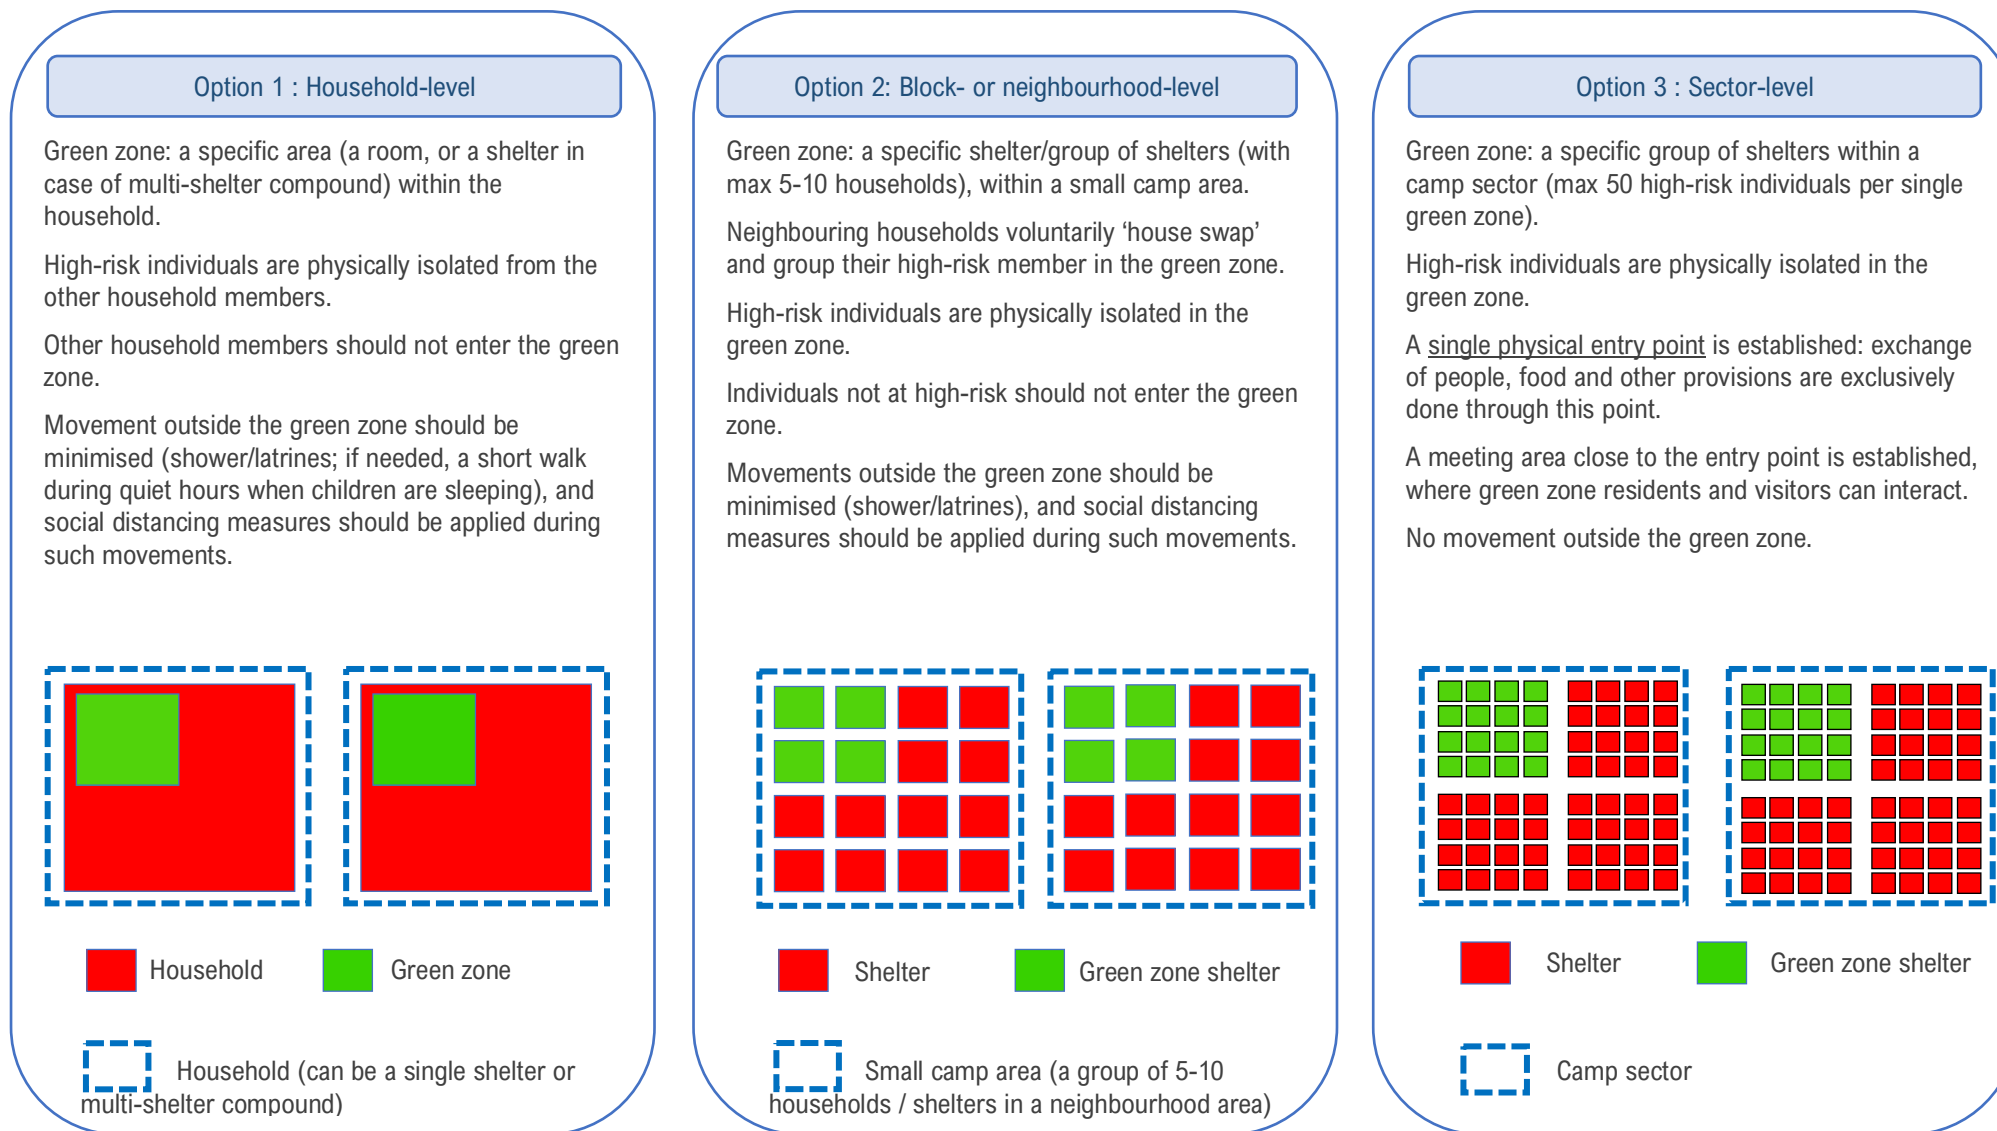 Option 1 : Household-level
Green zone: a specific area (a room, or a shelter in
case of multi-shelter compound) within the
household.
High-risk individuals are physically isolated from the
other household members.
Other household members should not enter the green
zone.
Movement outside the green zone should be
minimised (shower/latrines; if needed, a short walk
during quiet hours when children are sleeping), and
social distancing measures should be applied during
such movements.
Household
Green zone
Household (can be a single shelter or
multi-shelter compound)
Option 2: Block- or neighbourhood-level
Green zone: a specific shelter/group of shelters (with
max 5-10 households), within a small camp area.
Neighbouring households voluntarily ‘house swap’
and group their high-risk member in the green zone.
High-risk individuals are physically isolated in the
green zone.
Individuals not at high-risk should not enter the green
zone.
Movements outside the green zone should be
minimised (shower/latrines), and social distancing
measures should be applied during such movements.
Shelter
Green zone shelter
Small camp area (a group of 5-10
households / shelters in a neighbourhood area)
Option 3 : Sector-level
Green zone: a specific group of shelters within a
camp sector (max 50 high-risk individuals per single
green zone).
High-risk individuals are physically isolated in the
green zone.
A single physical entry point is established: exchange
of people, food and other provisions are exclusively
done through this point.
A meeting area close to the entry point is established,
where green zone residents and visitors can interact.
No movement outside the green zone.
Shelter
Green zone shelter
Camp sector